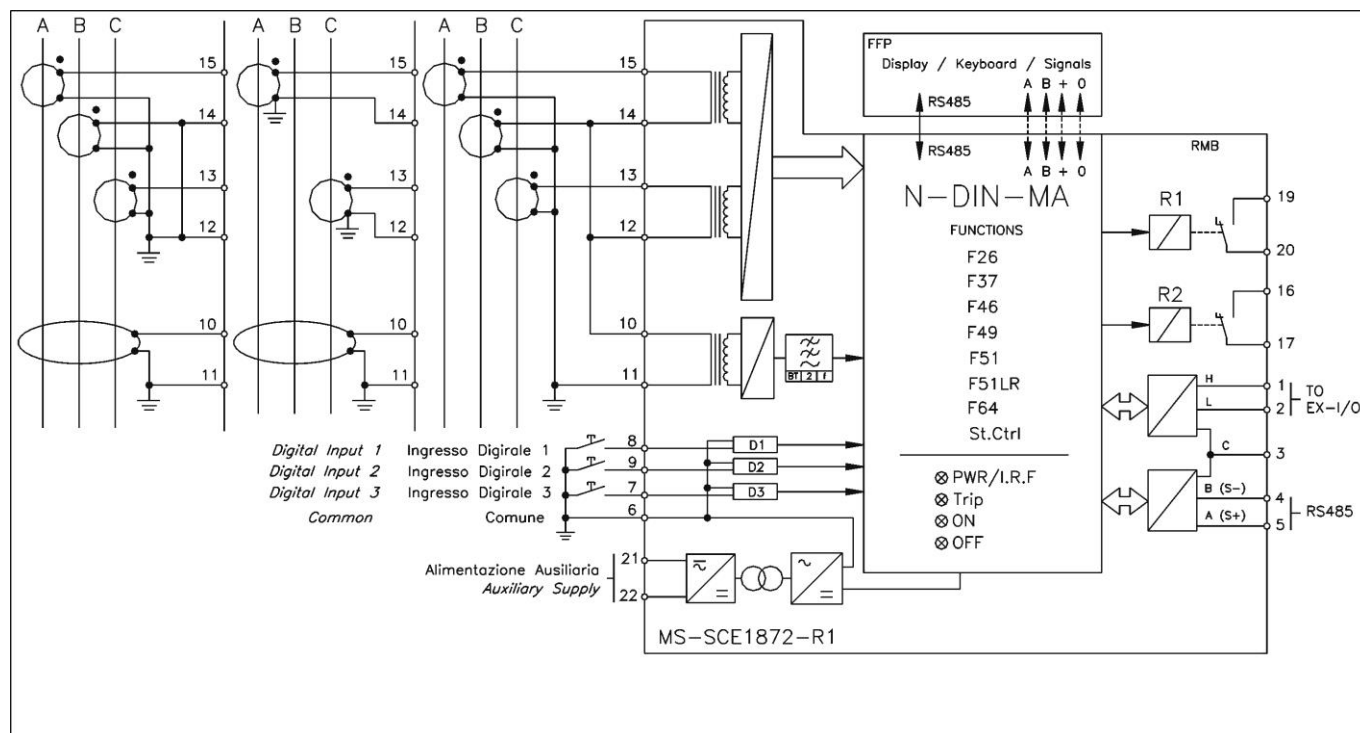 A B C
15
14
13
12
10
11
A B C
15
14
13
12
10
11
A B C
15
14
13
12
10
11
FFP
Display / Keyboard / Signals
A B + 0
RS485
RS485
A B + 0
RMB
N-DIN-MA
FUNCTIONS
F26
F37
F46
F49
F51
F51LR
F64
St.Ctrl
PWR/I.R.F
Trip
ON
OFF
BT 2 f
R1
19
20
R2
16
17
H
1
L
2
TO
EX-I/O
C
3
B (S-)
4
A (S+)
5
RS485
Digital Input 1 Ingresso Digirale 1 8 D1
Digital Input 2 Ingresso Digirale 2 9 D2
Digital Input 3 Ingresso Digirale 3 7 D3
Common Comune 6
Alimentazione Ausiliaria
Auxiliary Supply
21
22
MS-SCE1872-R1